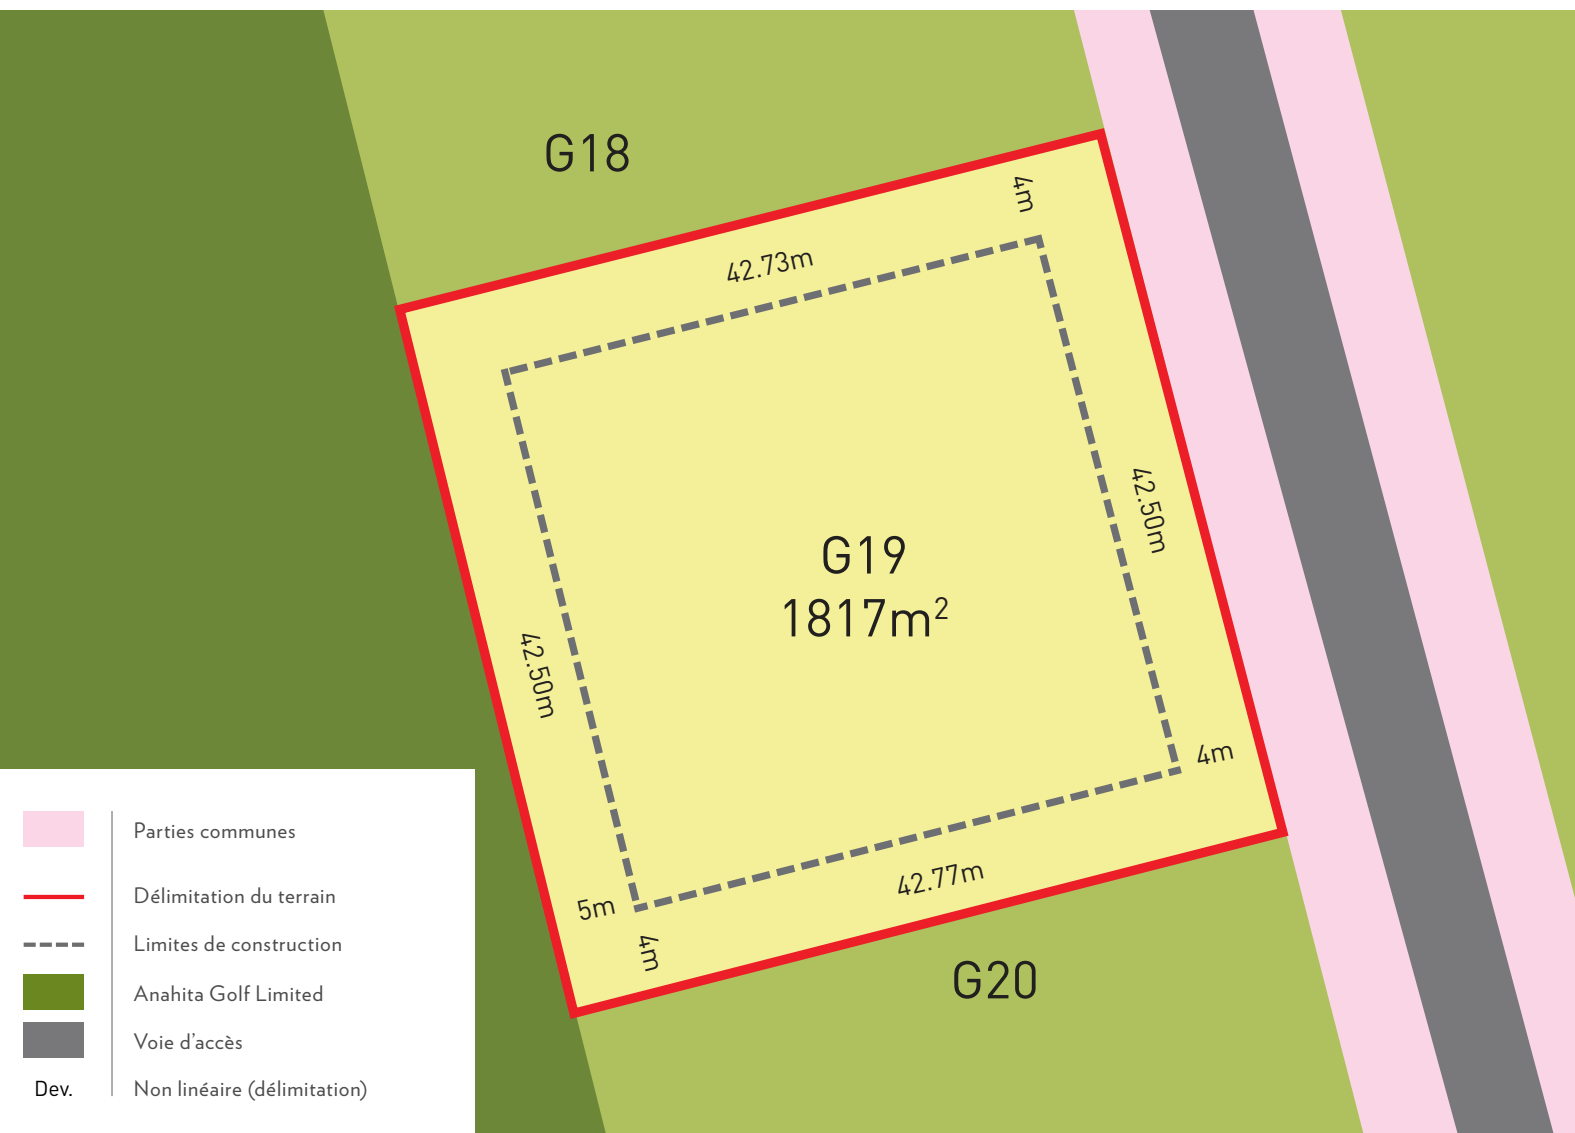 G18
4m
42.73m
42.50m
G19
1817m²
42.50m
4m
42.77m
5m
4m
G20
Parties communes
Délimitation du terrain
Limites de construction
Anahita Golf Limited
Voie d'accès
Dev. Non linéaire (délimitation)